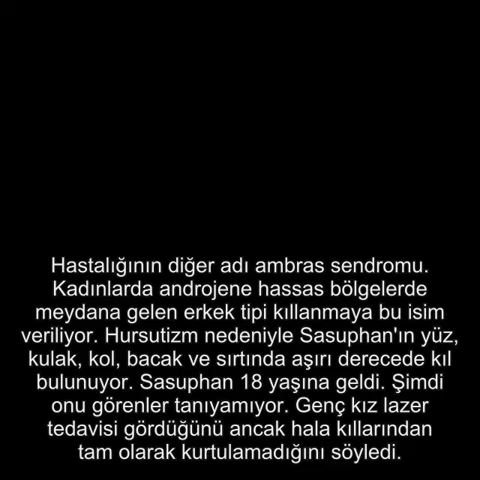 Hastalığının diğer adı ambras sendromu.
Kadınlarda androjene hassas bölgelerde
meydana gelen erkek tipi kıllanmaya bu isim
veriliyor. Hursutizm nedeniyle Sasuphan'ın yüz,
kulak, kol, bacak ve sırtında aşırı derecede kıl
bulunuyor. Sasuphan 18 yaşına geldi. Şimdi
onu görenler tanıyamıyor. Genç kız lazer
tedavisi gördüğünü ancak hala kıllarından
tam olarak kurtulamadığını söyledi.